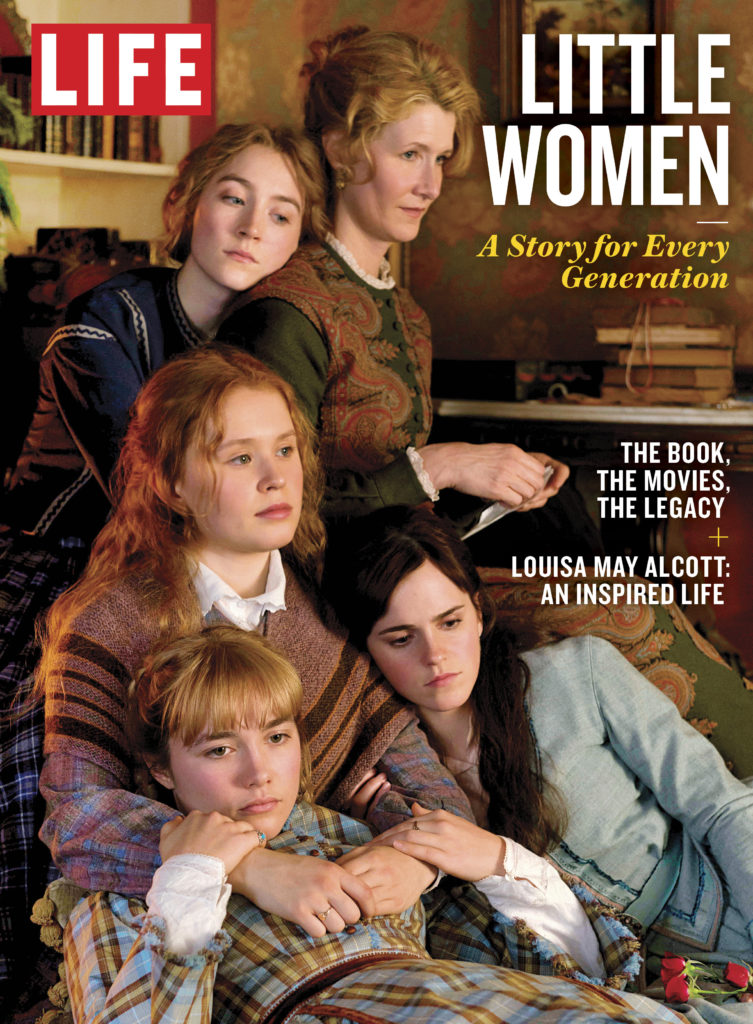 LIFE
LITTLE
WOMEN
A Story for Every
Generation
THE BOOK,
THE MOVIES,
THE LEGACY
+
LOUISA MAY ALCOTT:
AN INSPIRED LIFE